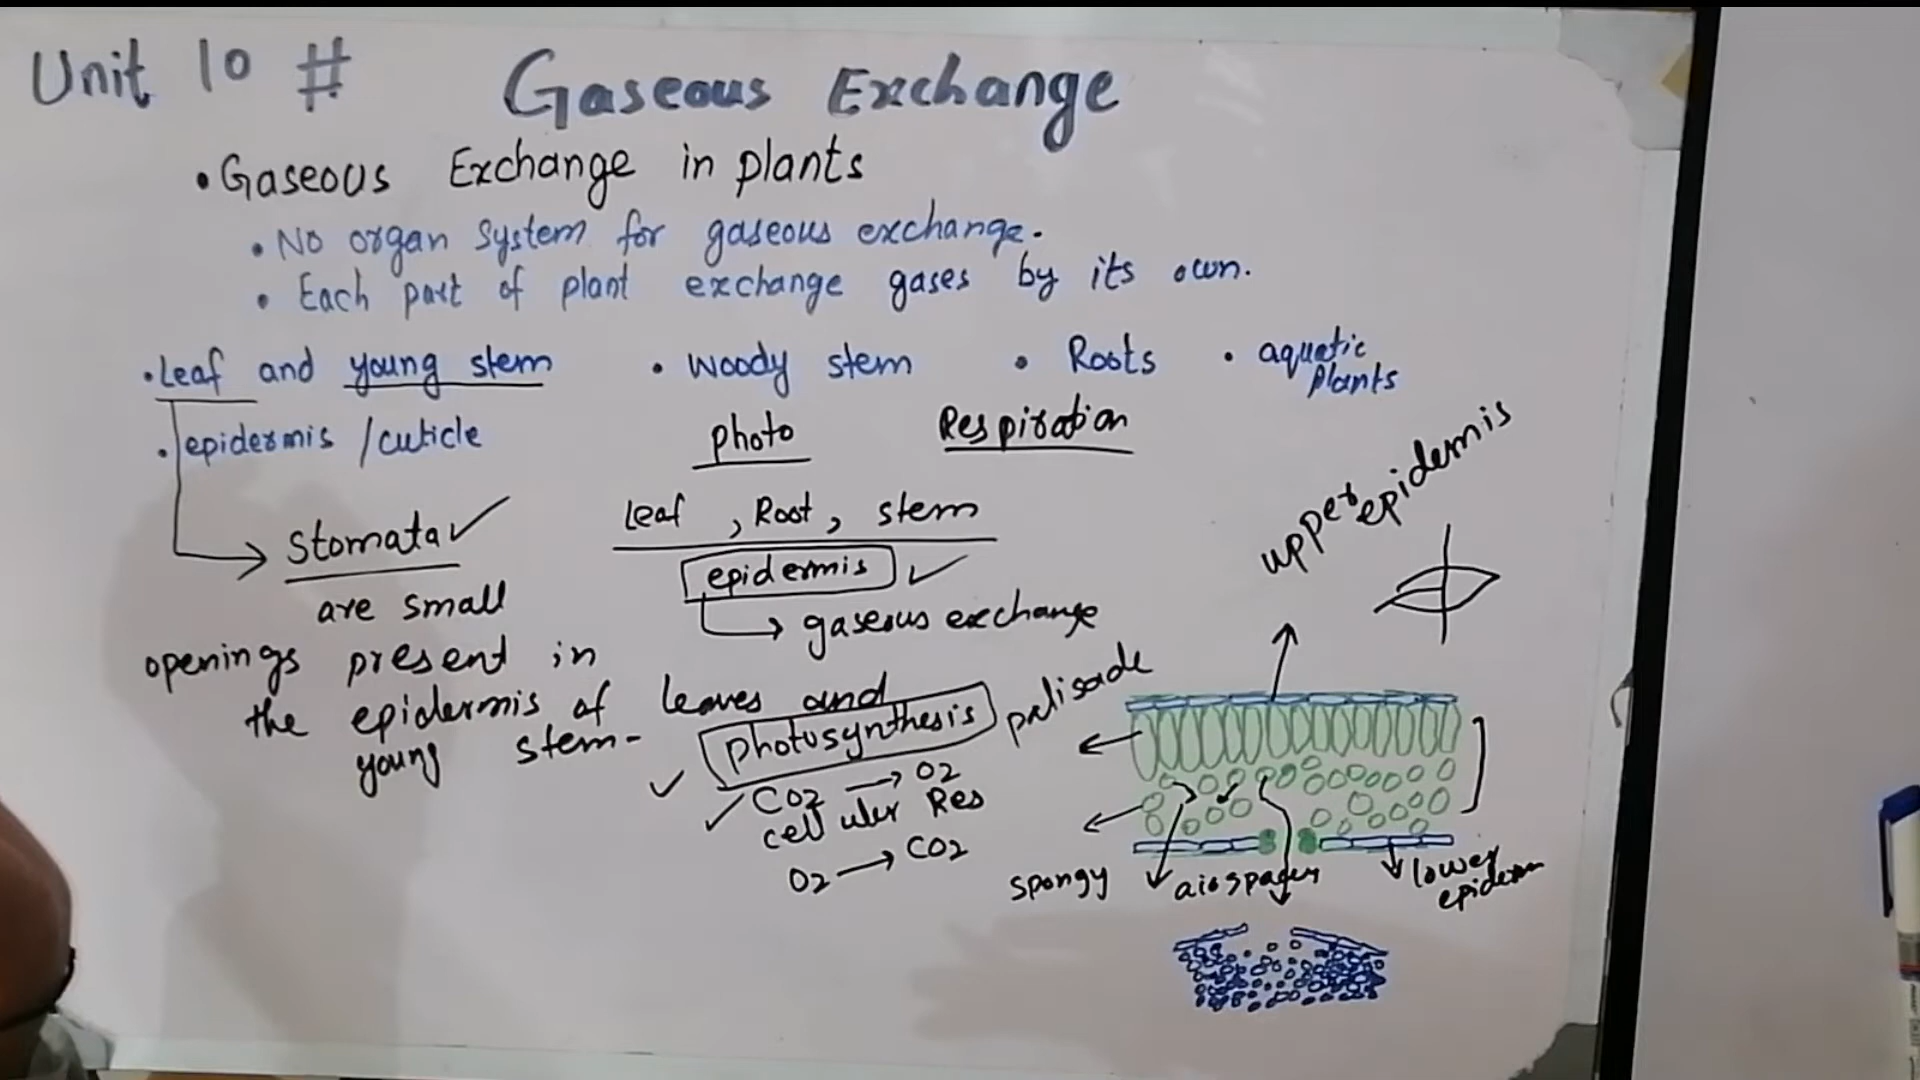 Unit 10 # Gaseous Exchange
• Gaseous Exchange in plants
• No organ system for gaseous exchange.
• Each part of plant exchange gases by its own.
• Leaf and young stem • Woody stem • Roots • aquatic Plants
• epidermis /cuticle
Photo Respiration
Stomata ✓
are small
openings present in
the epidermis of leaves and
young stem-
Leaf, Root, stem
epidermis ✓
→ gaseous exchange
✓ Photosynthesis
✓ CO2 → O2
cellular Res
O2 → CO2
upper epidermis
palisade
spongy
air spaces
lower
epiderm